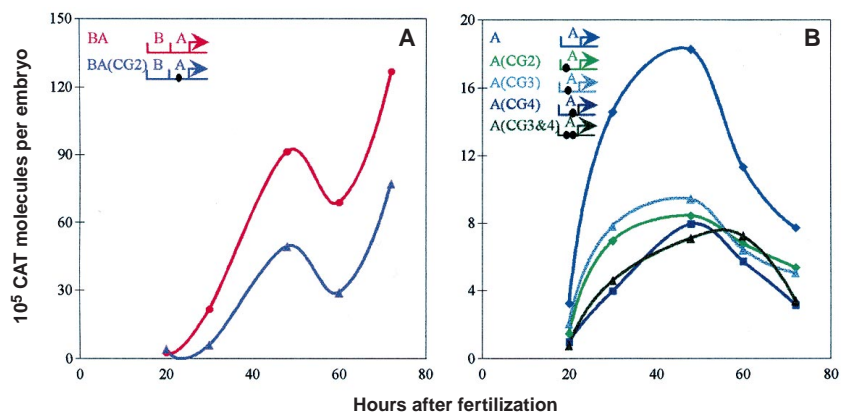 150
120
90
60
30
0
0
20
40
60
80
BA
B A
BA(CG2)
B A
A
20
16
12
8
4
0
0
20
40
60
80
A
A
A(CG2)
A
A(CG3)
A
A(CG4)
A
A(CG3&4)
A
B
10⁵ CAT molecules per embryo
Hours after fertilization